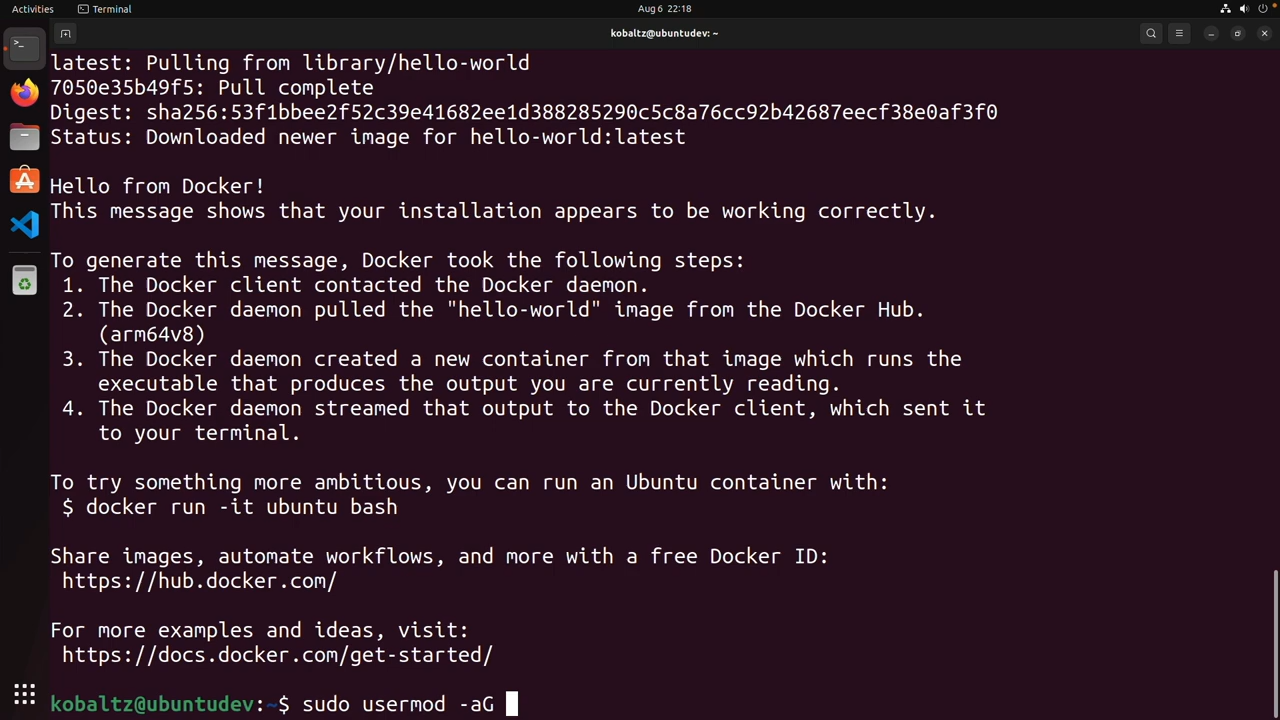 Activities
Terminal
Aug 6 22:18
kobaltz@ubuntudev: ~
latest: Pulling from library/hello-world
7050e35b49f5: Pull complete
Digest: sha256:53f1bbee2f52c39e41682ee1d388285290c5c8a76cc92b42687eecf38e0af3f0
Status: Downloaded newer image for hello-world:latest
Hello from Docker!
This message shows that your installation appears to be working correctly.
To generate this message, Docker took the following steps:
1. The Docker client contacted the Docker daemon.
2. The Docker daemon pulled the "hello-world" image from the Docker Hub.
(arm64v8)
3. The Docker daemon created a new container from that image which runs the
executable that produces the output you are currently reading.
4. The Docker daemon streamed that output to the Docker client, which sent it
to your terminal.
To try something more ambitious, you can run an Ubuntu container with:
$ docker run -it ubuntu bash
Share images, automate workflows, and more with a free Docker ID:
https://hub.docker.com/
For more examples and ideas, visit:
https://docs.docker.com/get-started/
kobaltz@ubuntudev:~$ sudo usermod -aG